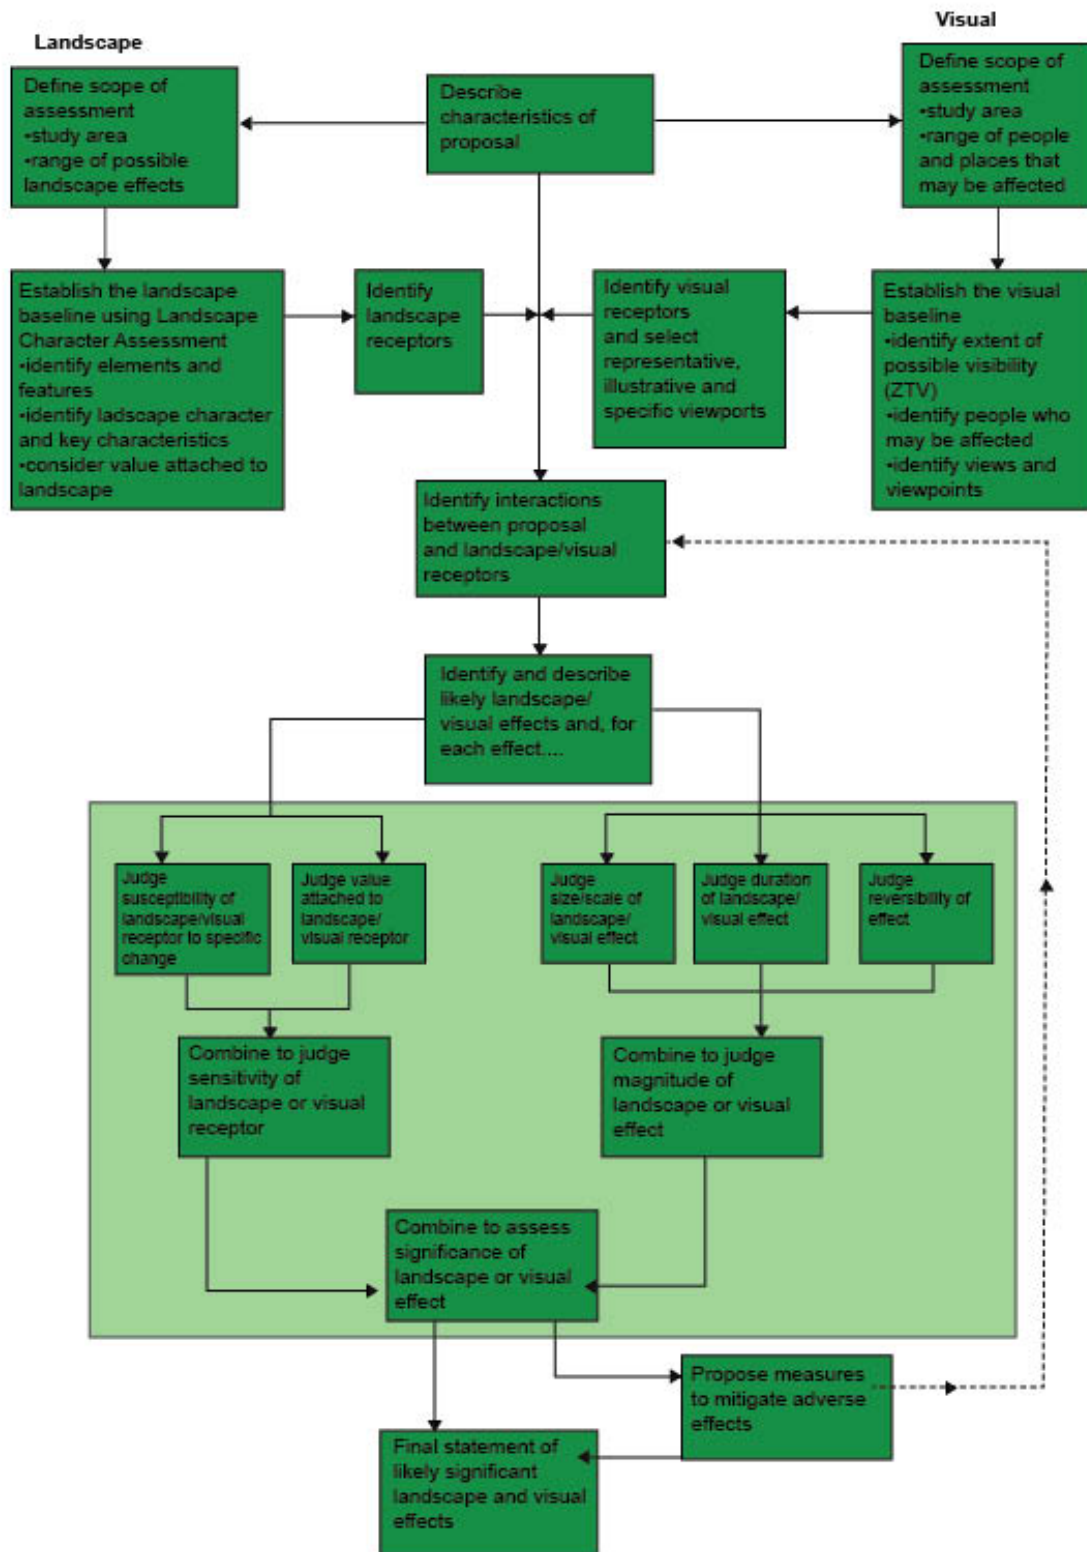 Landscape
Visual
Define scope of
assessment
•study area
•range of possible
landscape effects
Describe
characteristics of
proposal
Define scope of
assessment
•study area
•range of people
and places that
may be affected
Establish the landscape
baseline using Landscape
Character Assessment
•identify elements and
features
•identify ladscape character
and key characteristics
•consider value attached to
landscape
Identify
landscape
receptors
Identify visual
receptors
and select
representative,
illustrative and
specific viewports
Establish the visual
baseline
•identify extent of
possible visibility
(ZTV)
•identify people who
may be affected
•identify views and
viewpoints
Identify interactions
between proposal
and landscape/visual
receptors
Identify and describe
likely landscape/
visual effects and, for
each effect....
Judge
susceptibility of
landscape/visual
receptor to specific
change
Judge value
attached to
landscape/
visual receptor
Judge
size/scale of
landscape/
visual effect
Judge duration
of landscape/
visual effect
Judge
reversibility of
effect
Combine to judge
sensitivity of
landscape or visual
receptor
Combine to judge
magnitude of
landscape or visual
effect
Combine to assess
significance of
landscape or visual
effect
Propose measures
to mitigate adverse
effects
Final statement of
likely significant
landscape and visual
effects